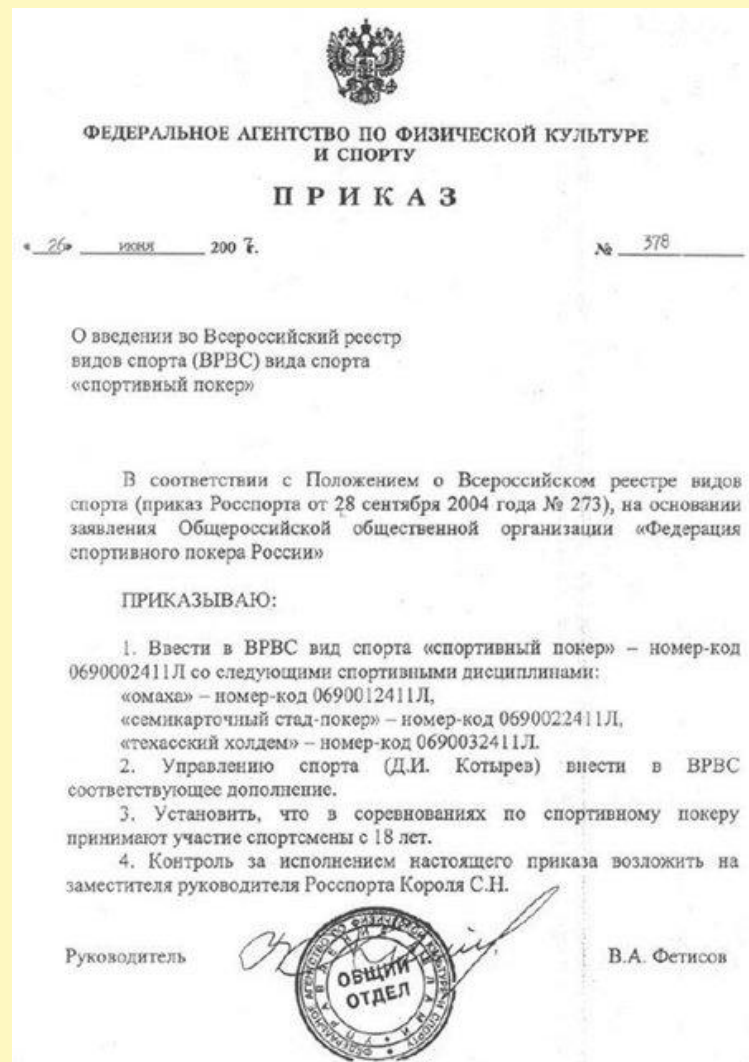 ФЕДЕРАЛЬНОЕ АГЕНТСТВО ПО ФИЗИЧЕСКОЙ КУЛЬТУРЕ
И СПОРТУ
ПРИКАЗ
«26» июня 2007 г. № 378
О введении во Всероссийский реестр
видов спорта (ВРВС) вида спорта
«спортивный покер»
В соответствии с Положением о Всероссийском реестре видов
спорта (приказ Росспорта от 28 сентября 2004 года № 273), на основании
заявления Общероссийской общественной организации «Федерация
спортивного покера России»
ПРИКАЗЫВАЮ:
1. Ввести в ВРВС вид спорта «спортивный покер» – номер-код
0690002411Л со следующими спортивными дисциплинами:
«омаха» – номер-код 0690012411Л,
«семикарточный стад-покер» – номер-код 0690022411Л,
«техасский холдем» – номер-код 0690032411Л.
2. Управлению спорта (Д.И. Котырев) внести в ВРВС
соответствующее дополнение.
3. Установить, что в соревнованиях по спортивному покеру
принимают участие спортсмены с 18 лет.
4. Контроль за исполнением настоящего приказа возложить на
заместителя руководителя Росспорта Короля С.Н.
Руководитель В.А. Фетисов
ОБЩИЙ
ОТДЕЛ